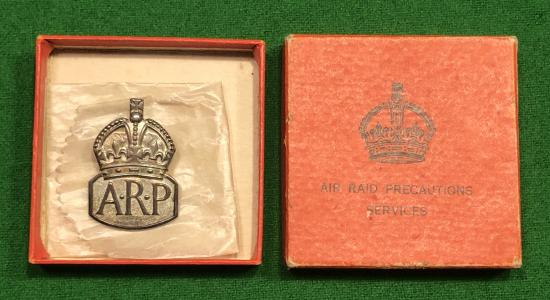 A·R·P
AIR RAID PRECAUTIONS
SERVICES